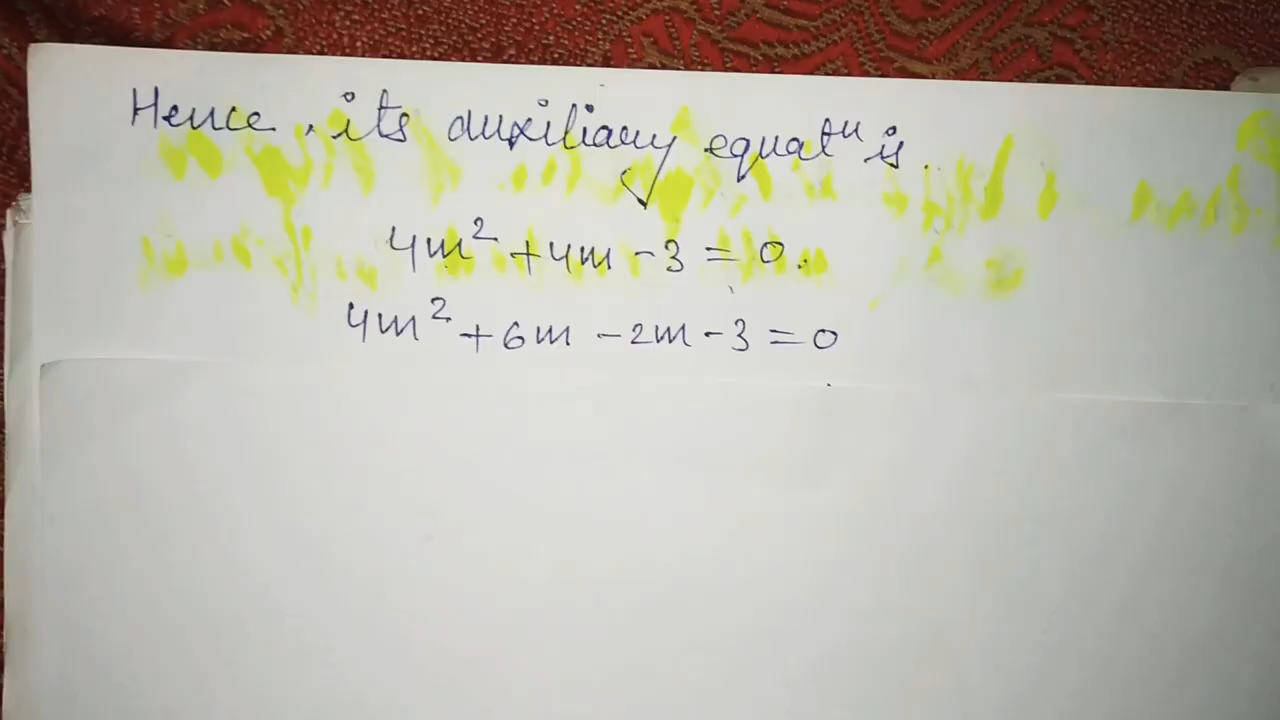 Hence, its auxiliary equatⁿ is.
4m² + 4m - 3 = 0.
4m² + 6m - 2m - 3 = 0